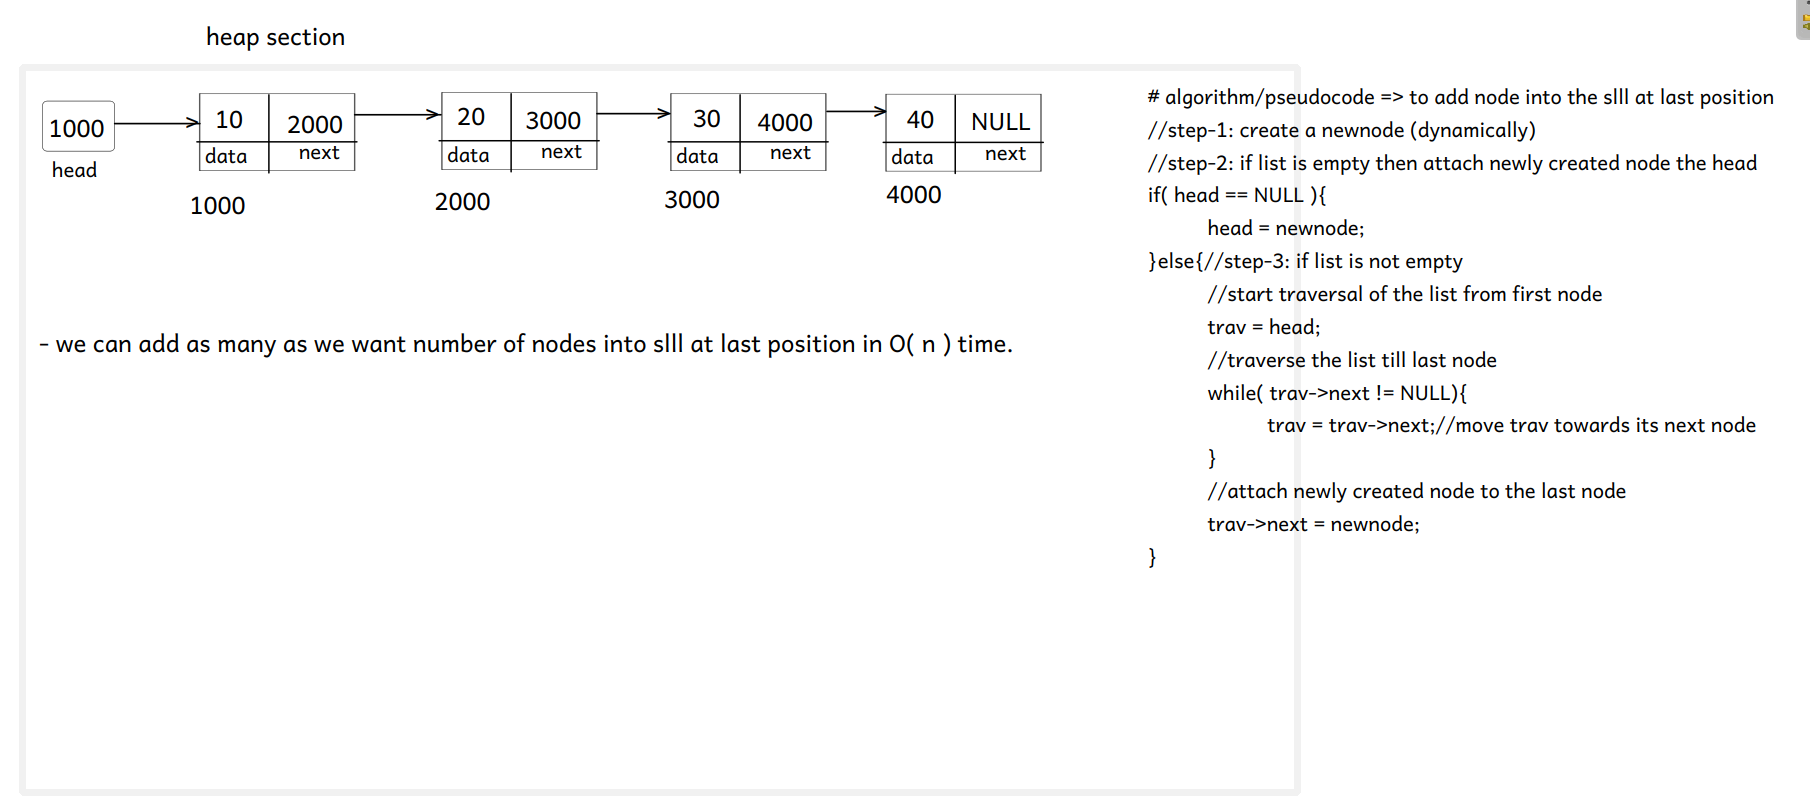 heap section
1000
head
10 2000
data next
1000
20 3000
data next
2000
30 4000
data next
3000
40 NULL
data next
4000
- we can add as many as we want number of nodes into slll at last position in O( n ) time.
# algorithm/pseudocode => to add node into the slll at last position
//step-1: create a newnode (dynamically)
//step-2: if list is empty then attach newly created node the head
if( head == NULL ){
head = newnode;
}else{//step-3: if list is not empty
//start traversal of the list from first node
trav = head;
//traverse the list till last node
while( trav->next != NULL){
trav = trav->next;//move trav towards its next node
}
//attach newly created node to the last node
trav->next = newnode;
}